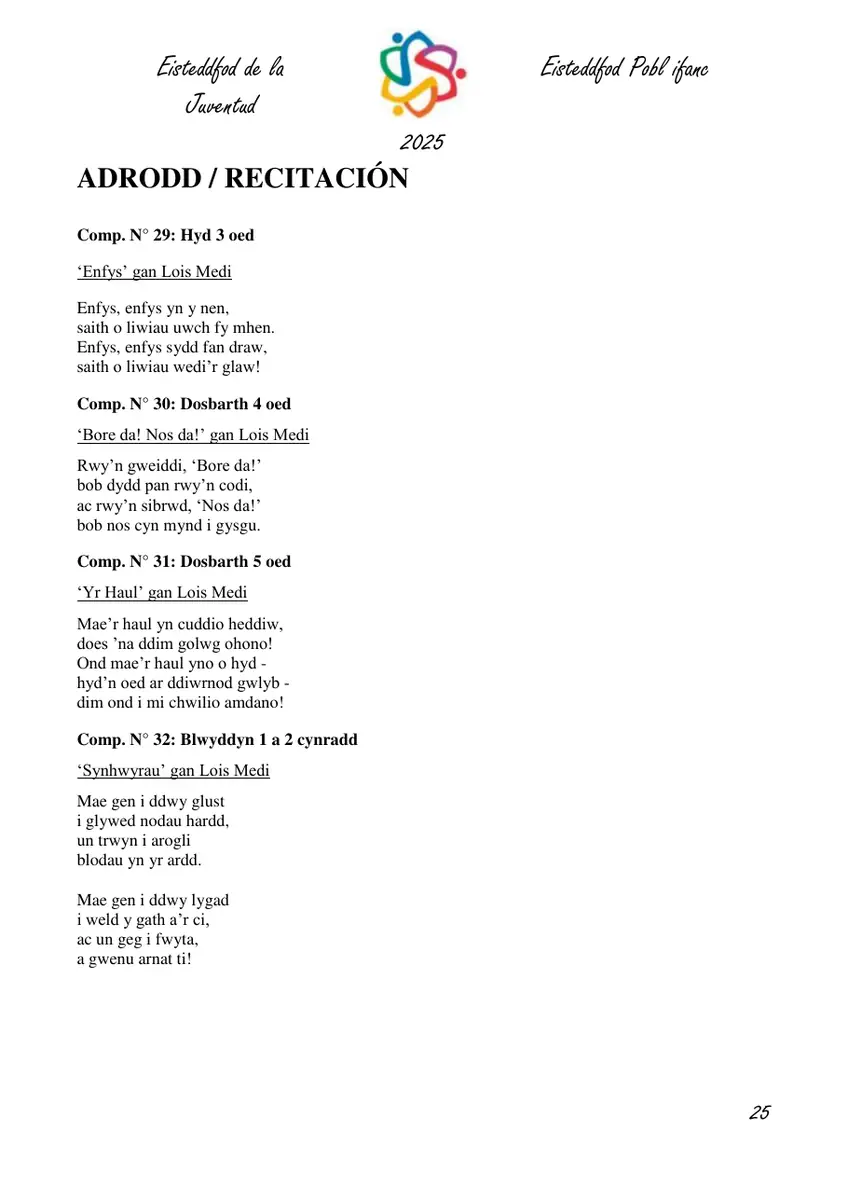 Eisteddfod de la
Juventud
Eisteddfod Pobl ifanc
2025
ADRODD / RECITACIÓN
Comp. N° 29: Hyd 3 oed
‘Enfys’ gan Lois Medi
Enfys, enfys yn y nen,
saith o liwiau uwch fy mhen.
Enfys, enfys sydd fan draw,
saith o liwiau wedi’r glaw!
Comp. N° 30: Dosbarth 4 oed
‘Bore da! Nos da!’ gan Lois Medi
Rwy’n gweiddi, ‘Bore da!’
bob dydd pan rwy’n codi,
ac rwy’n sibrwd, ‘Nos da!’
bob nos cyn mynd i gysgu.
Comp. N° 31: Dosbarth 5 oed
‘Yr Haul’ gan Lois Medi
Mae’r haul yn cuddio heddiw,
does ’na ddim golwg ohono!
Ond mae’r haul yno o hyd -
hyd’n oed ar ddiwrnod gwlyb -
dim ond i mi chwilio amdano!
Comp. N° 32: Blwyddyn 1 a 2 cynradd
‘Synhwyrau’ gan Lois Medi
Mae gen i ddwy glust
i glywed nodau hardd,
un trwyn i arogli
blodau yn yr ardd.
Mae gen i ddwy lygad
i weld y gath a’r ci,
ac un geg i fwyta,
a gwenu arnat ti!
25